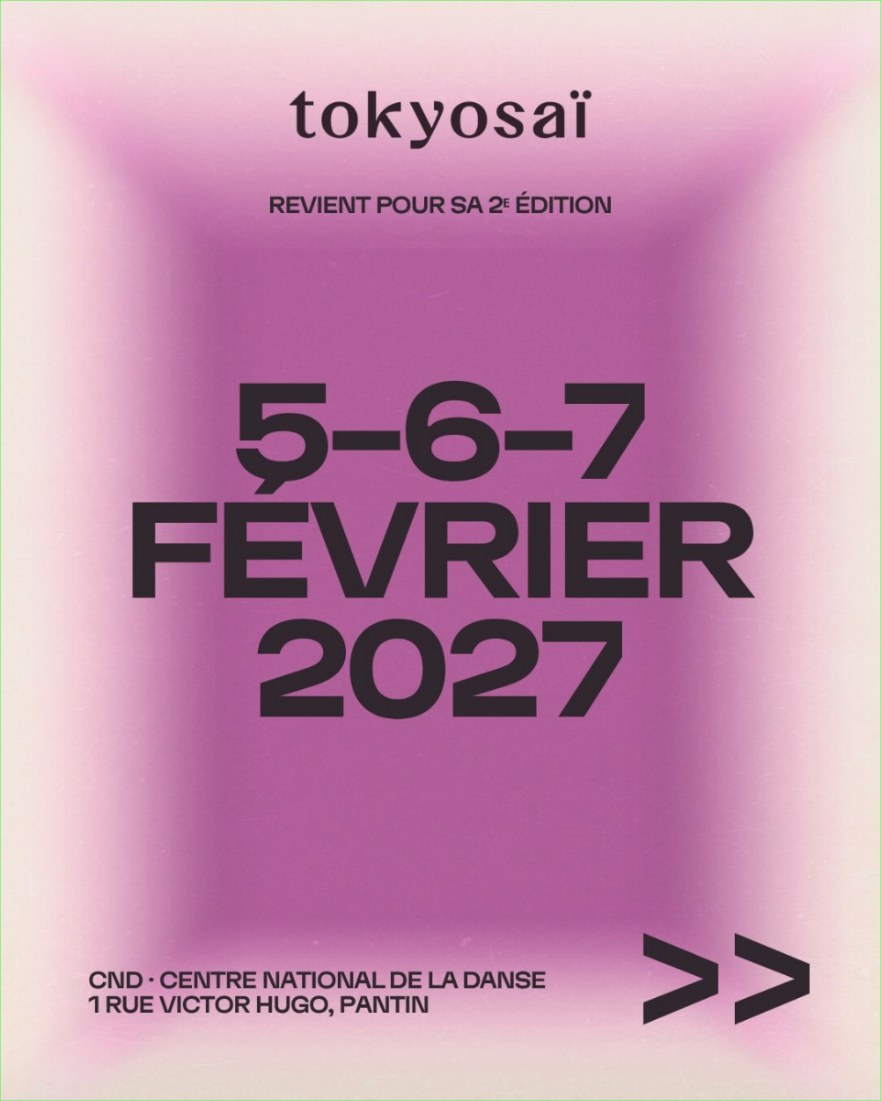 tokyosaï
REVIENT POUR SA 2ᴱ ÉDITION
5–6–7
FÉVRIER
2027
CND · CENTRE NATIONAL DE LA DANSE
1 RUE VICTOR HUGO, PANTIN
>>